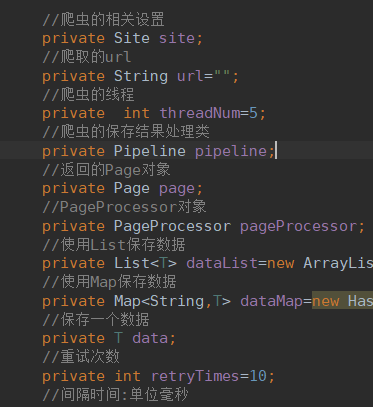 //爬虫的相关设置
private Site site;
//爬取的url
private String url="";
//爬虫的线程
private  int threadNum=5;
//爬虫的保存结果处理类
private Pipeline pipeline;
//返回的Page对象
private Page page;
//PageProcessor对象
private PageProcessor pageProcessor;
//使用List保存数据
private List<T> dataList=new ArrayLis
//使用Map保存数据
private Map<String,T> dataMap=new Has
//保存一个数据
private T data;
//重试次数
private int retryTimes=10;
//间隔时间:单位毫秒